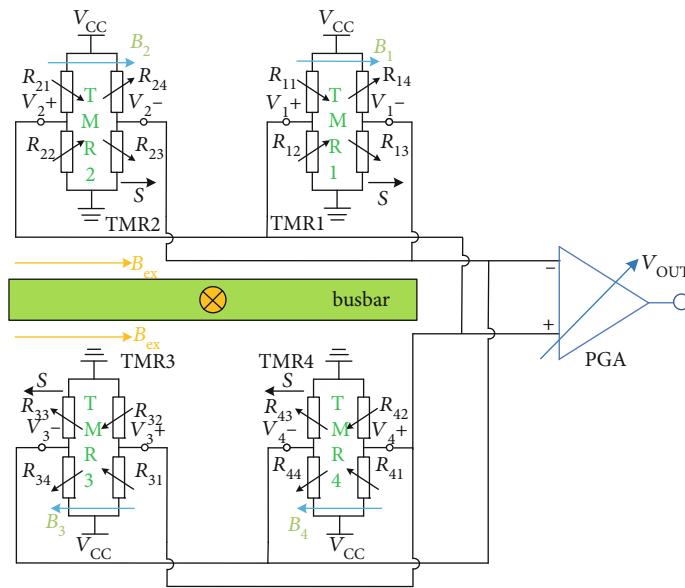 V_CC V_CC
B_2 B_1
R_21 R_24 R_11 R_14
V_2+ T V_2− V_1+ T V_1−
M M
R_22 R R_23 R_12 R R_13
2 1
S S
TMR2 TMR1
B_ex
− V_OUT
busbar
B_ex +
TMR3 TMR4 PGA
S S
R_33 T R_32 R_43 T R_42
V_3− M V_3+ V_4− M V_4+
R_34 R R_31 R_44 R R_41
3 4
B_3 B_4
V_CC V_CC